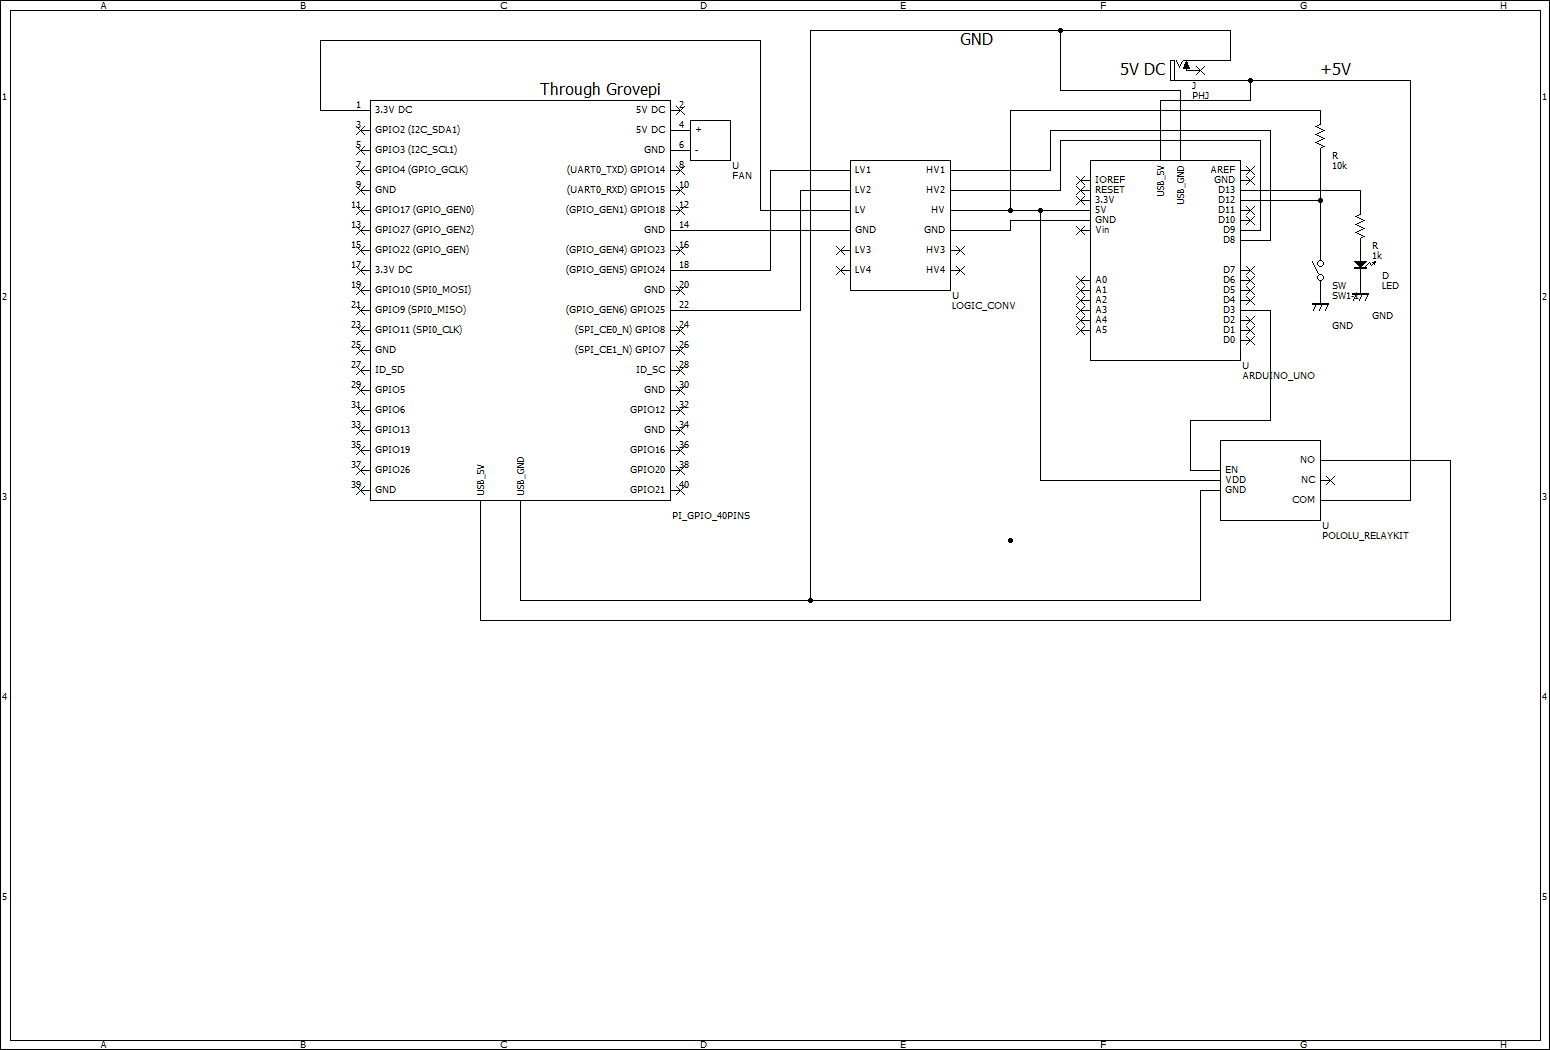 A B C D E F G H
GND
5V DC
+5V
J
PHJ
Through Grovepi
1
1
1 3.3V DC
3 GPIO2 (I2C_SDA1)
5 GPIO3 (I2C_SCL1)
7 GPIO4 (GPIO_GCLK)
9 GND
11 GPIO17 (GPIO_GEN0)
13 GPIO27 (GPIO_GEN2)
15 GPIO22 (GPIO_GEN)
17 3.3V DC
19 GPIO10 (SPI0_MOSI)
21 GPIO9 (SPI0_MISO)
23 GPIO11 (SPI0_CLK)
25 GND
27 ID_SD
29 GPIO5
31 GPIO6
33 GPIO13
35 GPIO19
37 GPIO26
39 GND
USB_5V
USB_GND
5V DC 2
5V DC 4
GND 6
(UART0_TXD) GPIO14 8
(UART0_RXD) GPIO15 10
(GPIO_GEN1) GPIO18 12
GND 14
(GPIO_GEN4) GPIO23 16
(GPIO_GEN5) GPIO24 18
GND 20
(GPIO_GEN6) GPIO25 22
(SPI_CE0_N) GPIO8 24
(SPI_CE1_N) GPIO7 26
ID_SC 28
GND 30
GPIO12 32
GND 34
GPIO16 36
GPIO20 38
GPIO21 40
PI_GPIO_40PINS
+
-
U
FAN
LV1 HV1
LV2 HV2
LV HV
GND GND
LV3 HV3
LV4 HV4
U
LOGIC_CONV
USB_5V
USB_GND
IOREF
RESET
3.3V
5V
GND
Vin
A0
A1
A2
A3
A4
A5
AREF
GND
D13
D12
D11
D10
D9
D8
D7
D6
D5
D4
D3
D2
D1
D0
U
ARDUINO_UNO
R
10k
R
1k
D
LED
SW
SW1
GND
GND
EN
VDD
GND
NO
NC
COM
U
POLOLU_RELAYKIT
2
2
3
3
4
4
5
5
A B C D E F G H